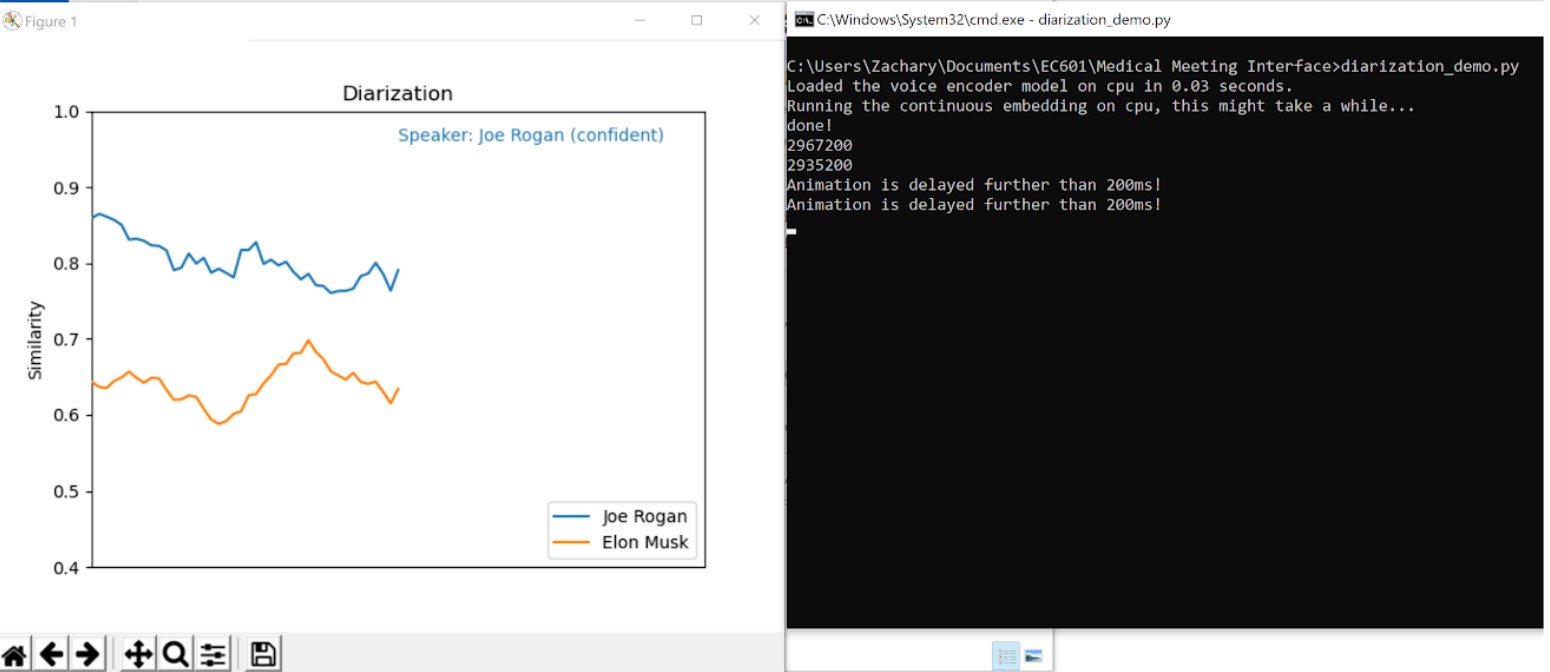 Figure 1
Diarization
Speaker: Joe Rogan (confident)
1.0
0.9
0.8
0.7
0.6
0.5
0.4
Similarity
Joe Rogan
Elon Musk
C:\Windows\System32\cmd.exe - diarization_demo.py
C:\Users\Zachary\Documents\EC601\Medical Meeting Interface>diarization_demo.py
Loaded the voice encoder model on cpu in 0.03 seconds.
Running the continuous embedding on cpu, this might take a while...
done!
2967200
2935200
Animation is delayed further than 200ms!
Animation is delayed further than 200ms!